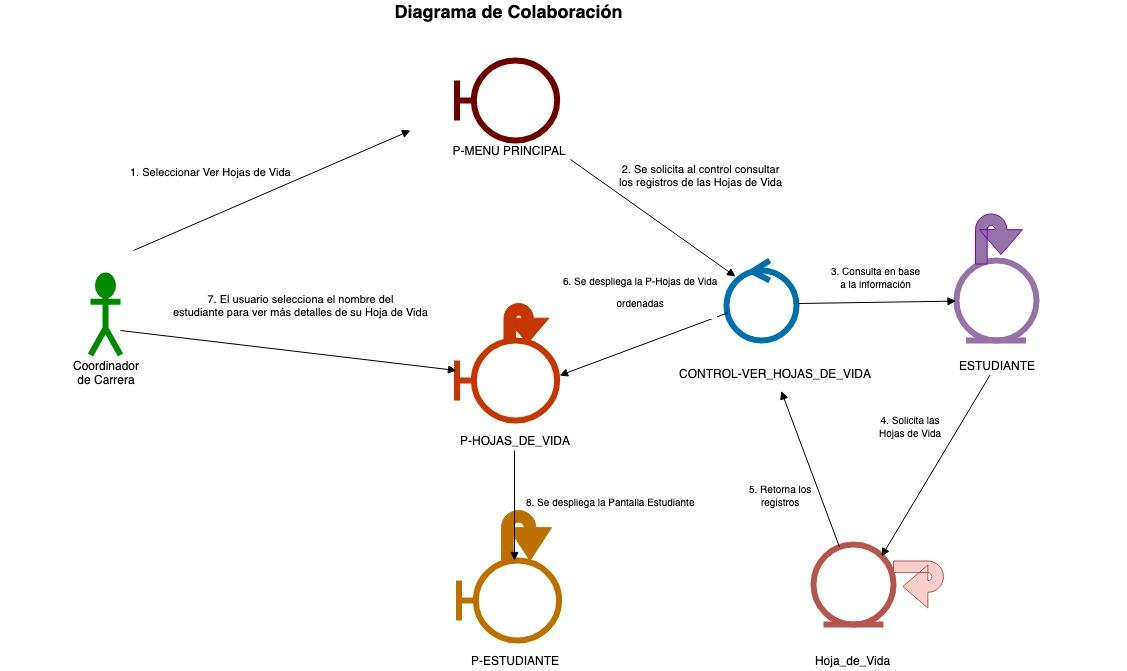 Diagrama de Colaboración
P-MENU PRINCIPAL
1. Seleccionar Ver Hojas de Vida
2. Se solicita al control consultar
los registros de las Hojas de Vida
3. Consulta en base
a la información
6. Se despliega la P-Hojas de Vida
ordenadas
7. El usuario selecciona el nombre del
estudiante para ver más detalles de su Hoja de Vida
Coordinador
de Carrera
CONTROL-VER_HOJAS_DE_VIDA
ESTUDIANTE
4. Solicita las
Hojas de Vida
P-HOJAS_DE_VIDA
5. Retorna los
registros
8. Se despliega la Pantalla Estudiante
P-ESTUDIANTE
Hoja_de_Vida